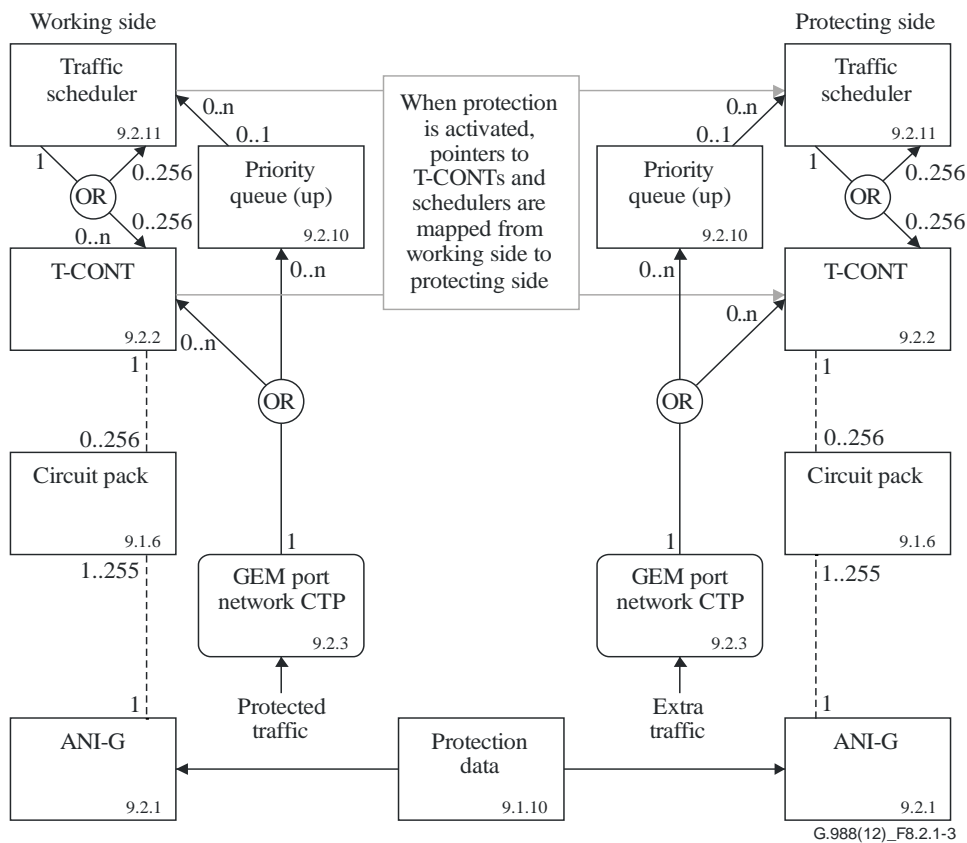 Working side
Protecting side
Traffic
scheduler
9.2.11
Traffic
scheduler
9.2.11
When protection
is activated,
pointers to
T-CONTs and
schedulers are
mapped from
working side to
protecting side
0..n
0..1
0..n
0..1
1
0..256
OR
0..256
0..n
Priority
queue (up)
9.2.10
Priority
queue (up)
9.2.10
1
0..256
OR
0..256
T-CONT
9.2.2
0..n
0..n
0..n
0..n
T-CONT
9.2.2
1
OR
OR
1
0..256
Circuit pack
9.1.6
1..255
0..256
Circuit pack
9.1.6
1..255
1
GEM port
network CTP
9.2.3
1
GEM port
network CTP
9.2.3
Protected
traffic
Extra
traffic
1
ANI-G
9.2.1
Protection
data
9.1.10
1
ANI-G
9.2.1
G.988(12)_F8.2.1-3